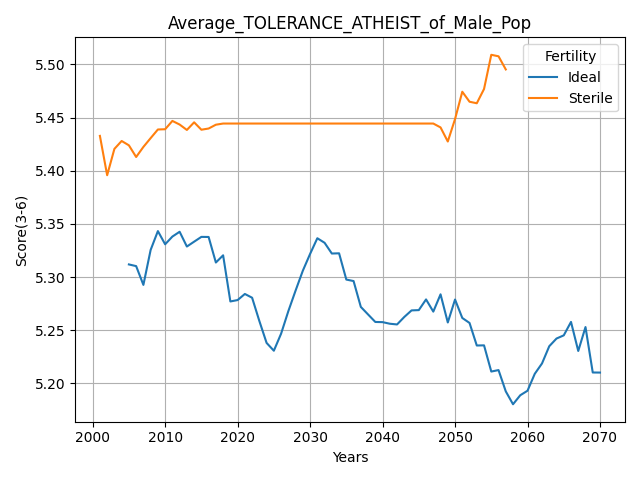 Average_TOLERANCE_ATHEIST_of_Male_Pop
Fertility
Ideal
Sterile
Score(3-6)
5.50
5.45
5.40
5.35
5.30
5.25
5.20
2000 2010 2020 2030 2040 2050 2060 2070
Years